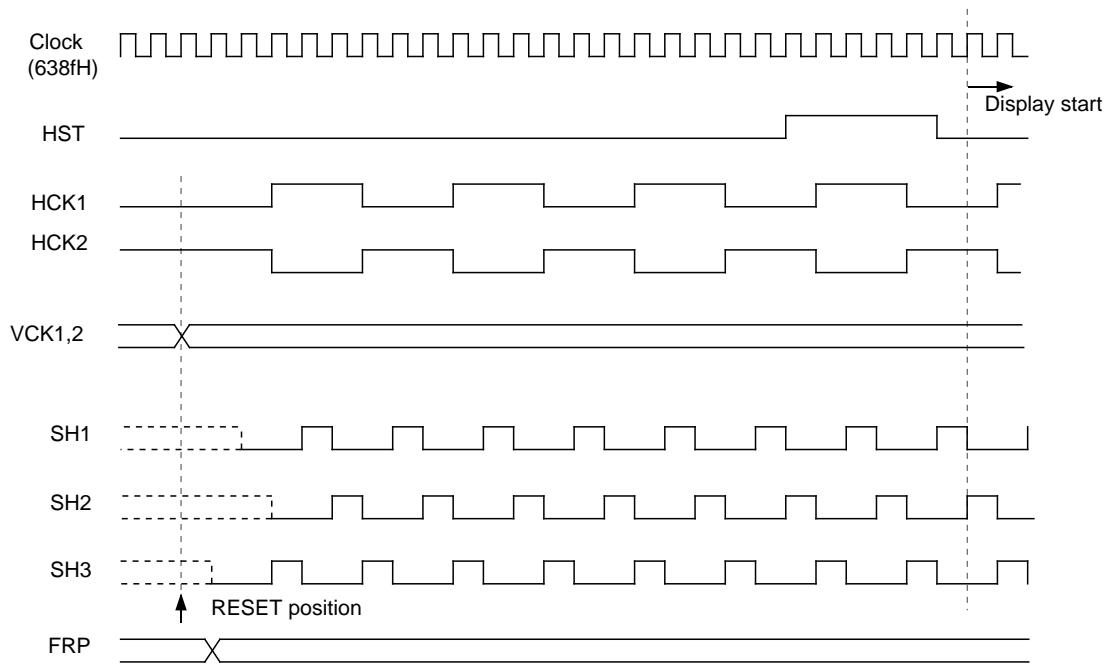 Clock
(638fH)
Display start
HST
HCK1
HCK2
VCK1,2
SH1
SH2
SH3
RESET position
FRP